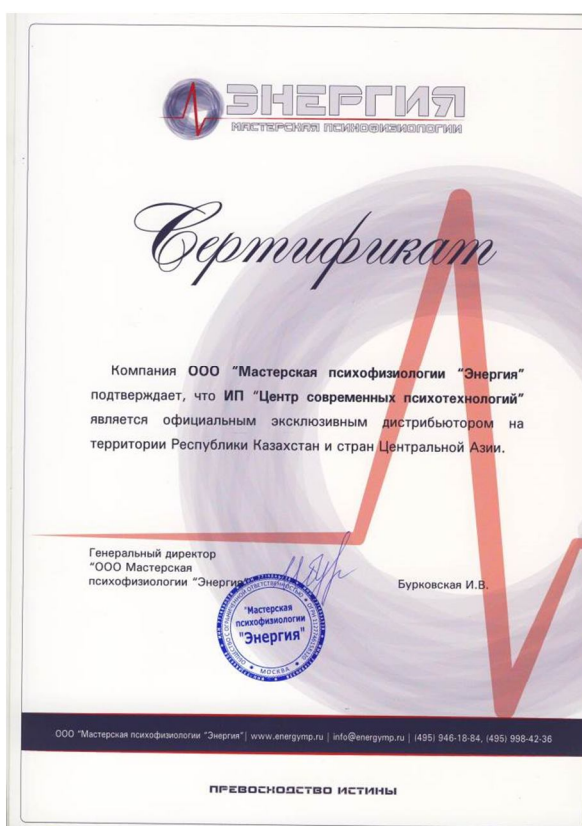 ЭНЕРГИЯ
МАСТЕРСКАЯ ПСИХОФИЗИОЛОГИИ
Сертификат
Компания ООО "Мастерская психофизиологии "Энергия"
подтверждает, что ИП "Центр современных психотехнологий"
является официальным эксклюзивным дистрибьютором на
территории Республики Казахстан и стран Центральной Азии.
Генеральный директор
"ООО Мастерская
психофизиологии "Энергия
Бурковская И.В.
ОБЩЕСТВО С ОГРАНИЧЕННОЙ ОТВЕТСТВЕННОСТЬЮ
"Мастерская
психофизиологии
"Энергия"
МОСКВА
ООО "Мастерская психофизиологии "Энергия" | www.energymp.ru | info@energymp.ru | (495) 946-18-84, (495) 998-42-36
ПРЕВОСХОДСТВО ИСТИНЫ